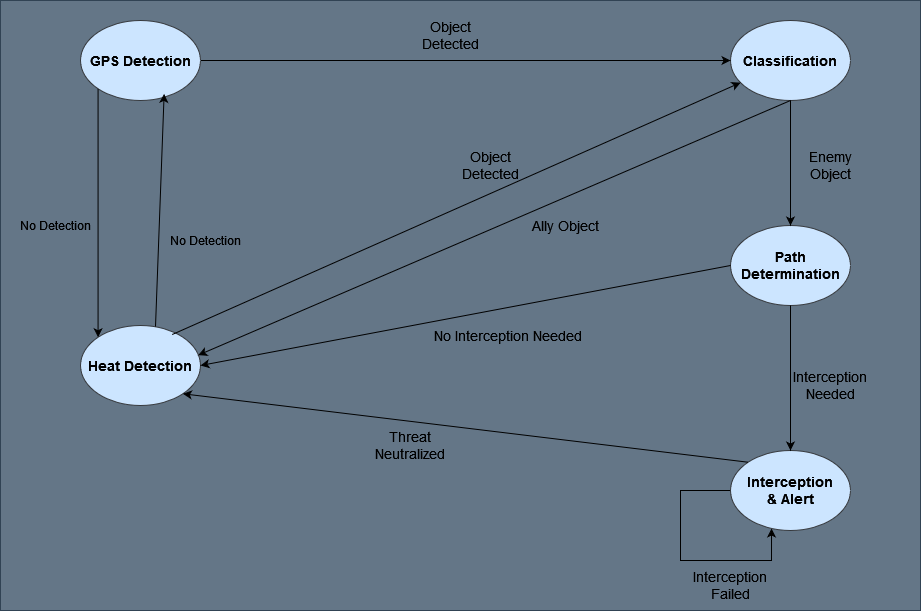 Object
Detected
GPS Detection
Classification
Object
Detected
Enemy
Object
No Detection
No Detection
Ally Object
Path
Determination
No Interception Needed
Heat Detection
Interception
Needed
Threat
Neutralized
Interception
& Alert
Interception
Failed